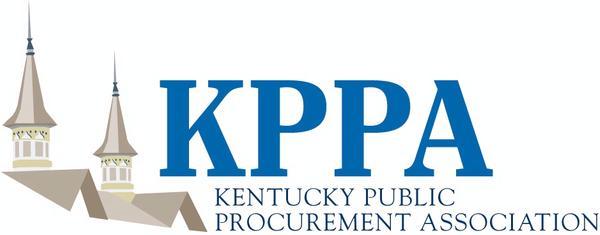 KPPA
KENTUCKY PUBLIC
PROCUREMENT ASSOCIATION